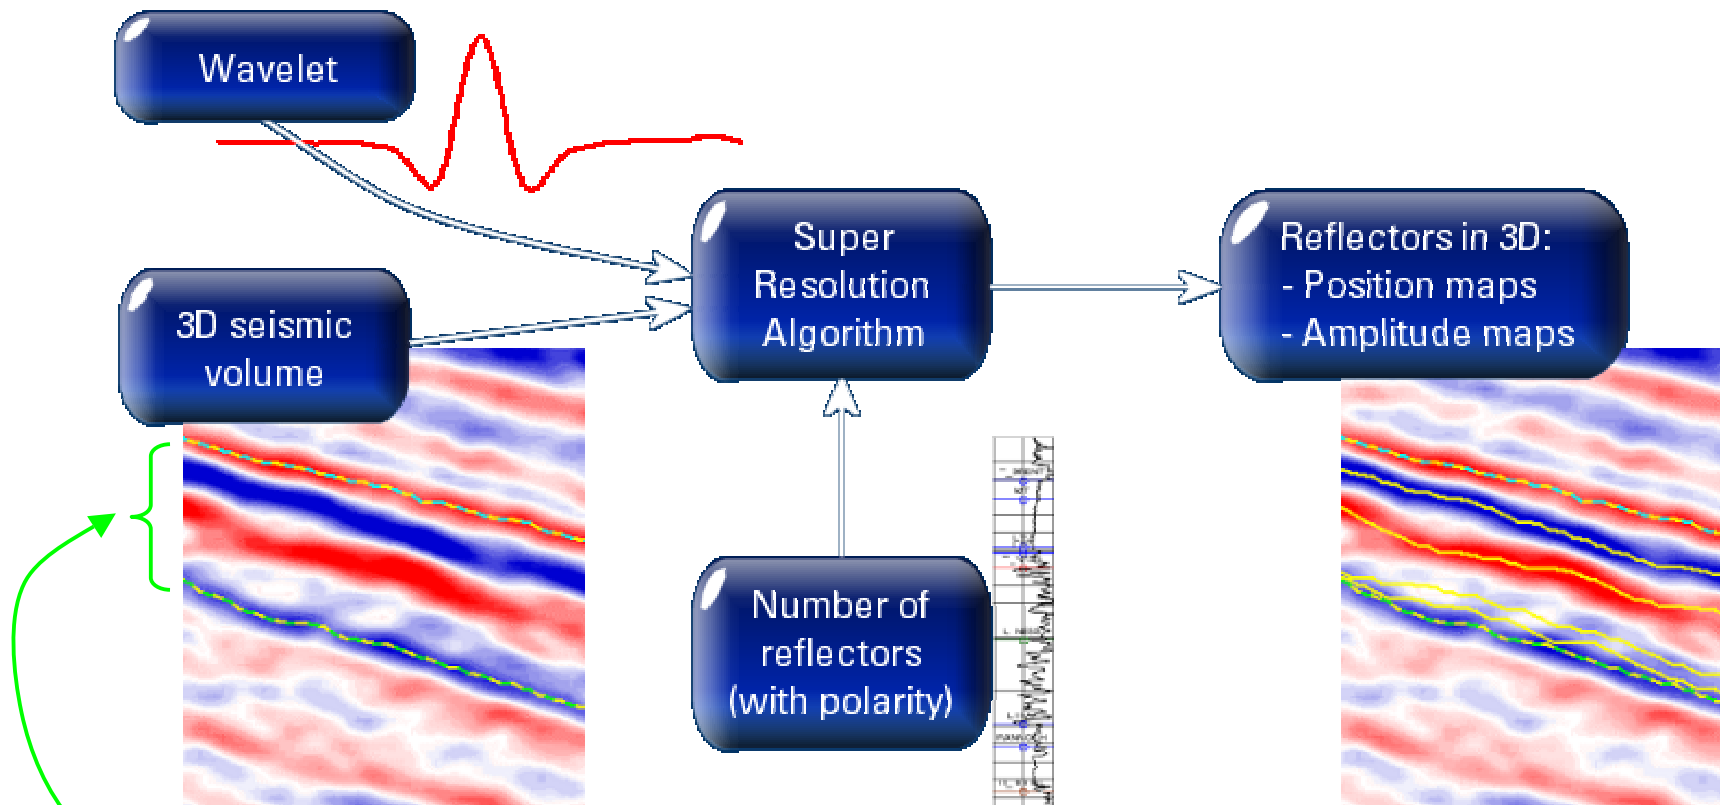 Wavelet
3D seismic
volume
Super
Resolution
Algorithm
Reflectors in 3D:
- Position maps
- Amplitude maps
Number of
reflectors
(with polarity)